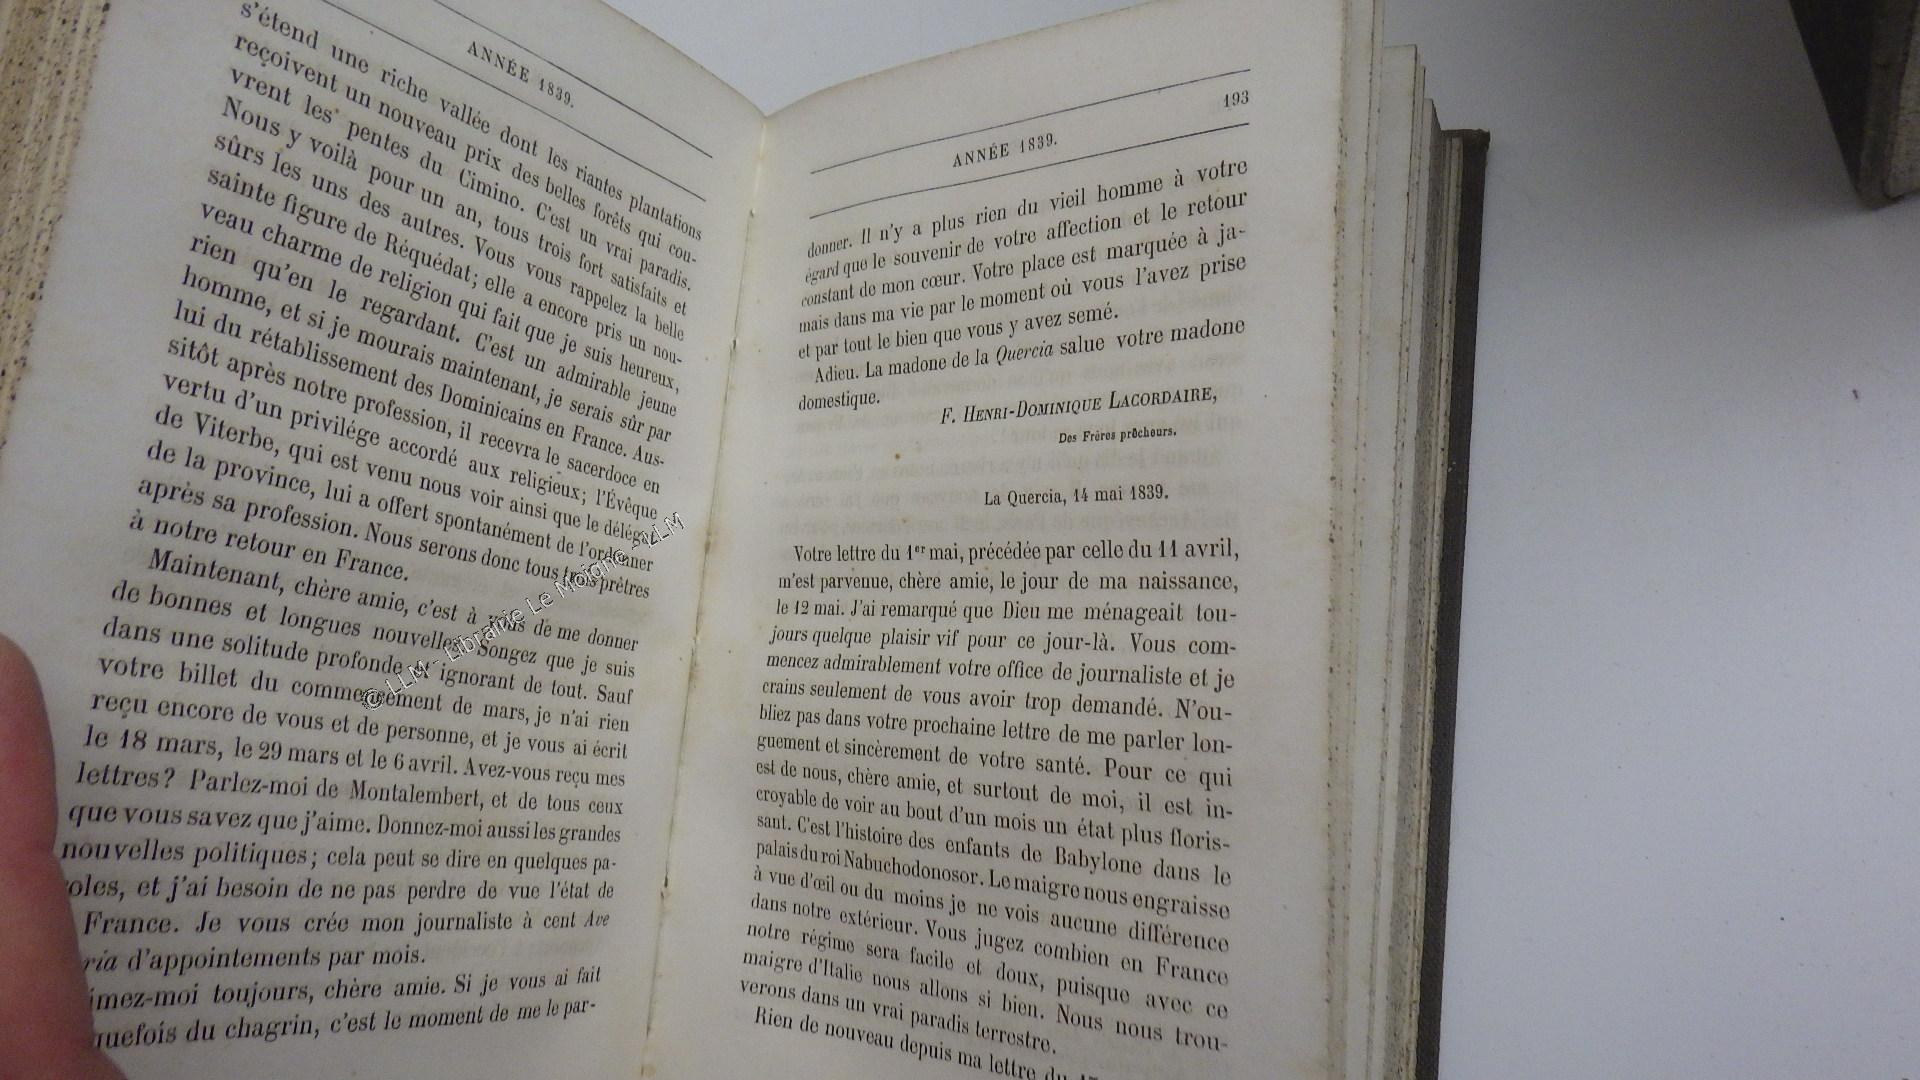 ANNÉE 1839.
s'étend une riche vallée dont les riantes plantations
reçoivent un nouveau prix des belles forêts qui cou-
vrent les pentes du Cimino. C'est un vrai paradis.
Nous y voilà pour un an, tous trois fort satisfaits et
sûrs les uns des autres. Vous vous rappelez la belle
sainte figure de Réquédat; elle a encore pris un nou-
veau charme de religion qui fait que je suis heureux,
rien qu'en le regardant. C'est un admirable jeune
homme, et si je mourais maintenant, je serais sûr par
lui du rétablissement des Dominicains en France. Aus-
sitôt après notre profession, il recevra le sacerdoce en
vertu d'un privilége accordé aux religieux; l'Évêque
de Viterbe, qui est venu nous voir ainsi que le délégat
de la province, lui a offert spontanément de l'ordonner
après sa profession. Nous serons donc tous trois prêtres
à notre retour en France.
Maintenant, chère amie, c'est à vous de me donner
de bonnes et longues nouvelles. Songez que je suis
dans une solitude profonde et ignorant de tout. Sauf
votre billet du commencement de mars, je n'ai rien
reçu encore de vous et de personne, et je vous ai écrit
le 18 mars, le 29 mars et le 6 avril. Avez-vous reçu mes
lettres? Parlez-moi de Montalembert, et de tous ceux
que vous savez que j'aime. Donnez-moi aussi les grandes
nouvelles politiques; cela peut se dire en quelques pa-
roles, et j'ai besoin de ne pas perdre de vue l'état de
France. Je vous crée mon journaliste à cent Ave
ria d'appointements par mois.
imez-moi toujours, chère amie. Si je vous ai fait
quefois du chagrin, c'est le moment de me le par-
© LLM - Librairie Le Moigne - LLM
193
ANNÉE 1839.
donner. Il n'y a plus rien du vieil homme à votre
égard que le souvenir de votre affection et le retour
constant de mon cœur. Votre place est marquée à ja-
mais dans ma vie par le moment où vous l'avez prise
et par tout le bien que vous y avez semé.
Adieu. La madone de la Quercia salue votre madone
domestique.
F. HENRI-DOMINIQUE LACORDAIRE,
Des Frères prêcheurs.
La Quercia, 14 mai 1839.
Votre lettre du 1er mai, précédée par celle du 11 avril,
m'est parvenue, chère amie, le jour de ma naissance,
le 12 mai. J'ai remarqué que Dieu me ménageait tou-
jours quelque plaisir vif pour ce jour-là. Vous com-
mencez admirablement votre office de journaliste et je
crains seulement de vous avoir trop demandé. N'ou-
bliez pas dans votre prochaine lettre de me parler lon-
guement et sincèrement de votre santé. Pour ce qui
est de nous, chère amie, et surtout de moi, il est in-
croyable de voir au bout d'un mois un état plus floris-
sant. C'est l'histoire des enfants de Babylone dans le
palais du roi Nabuchodonosor. Le maigre nous engraisse
à vue d'œil ou du moins je ne vois aucune différence
dans notre extérieur. Vous jugez combien en France
notre régime sera facile et doux, puisque avec ce
maigre d'Italie nous allons si bien. Nous nous trou-
verons dans un vrai paradis terrestre.
Rien de nouveau depuis ma lettre du